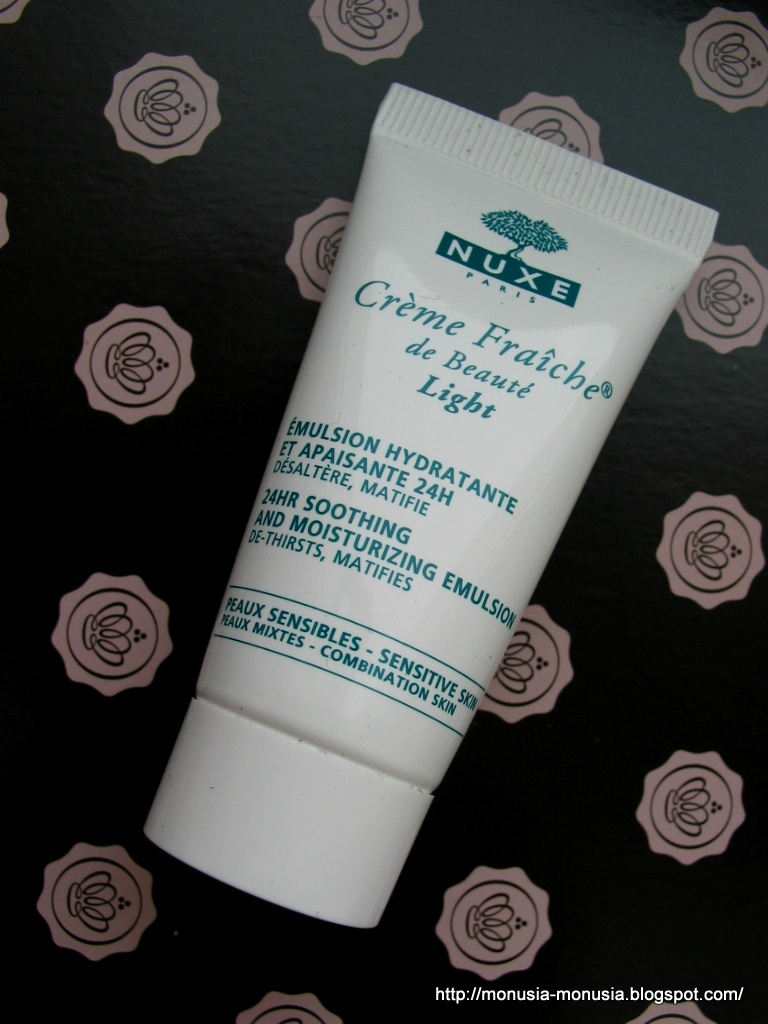 NUXE
PARIS
Crème Fraîche®
de Beauté
Light
ÉMULSION HYDRATANTE
ET APAISANTE 24H
DÉSALTÈRE, MATIFIE
24HR SOOTHING
AND MOISTURIZING EMULSION
DE-THIRSTS, MATIFIES
PEAUX SENSIBLES - SENSITIVE SKIN
PEAUX MIXTES - COMBINATION SKIN
http://monusia-monusia.blogspot.com/